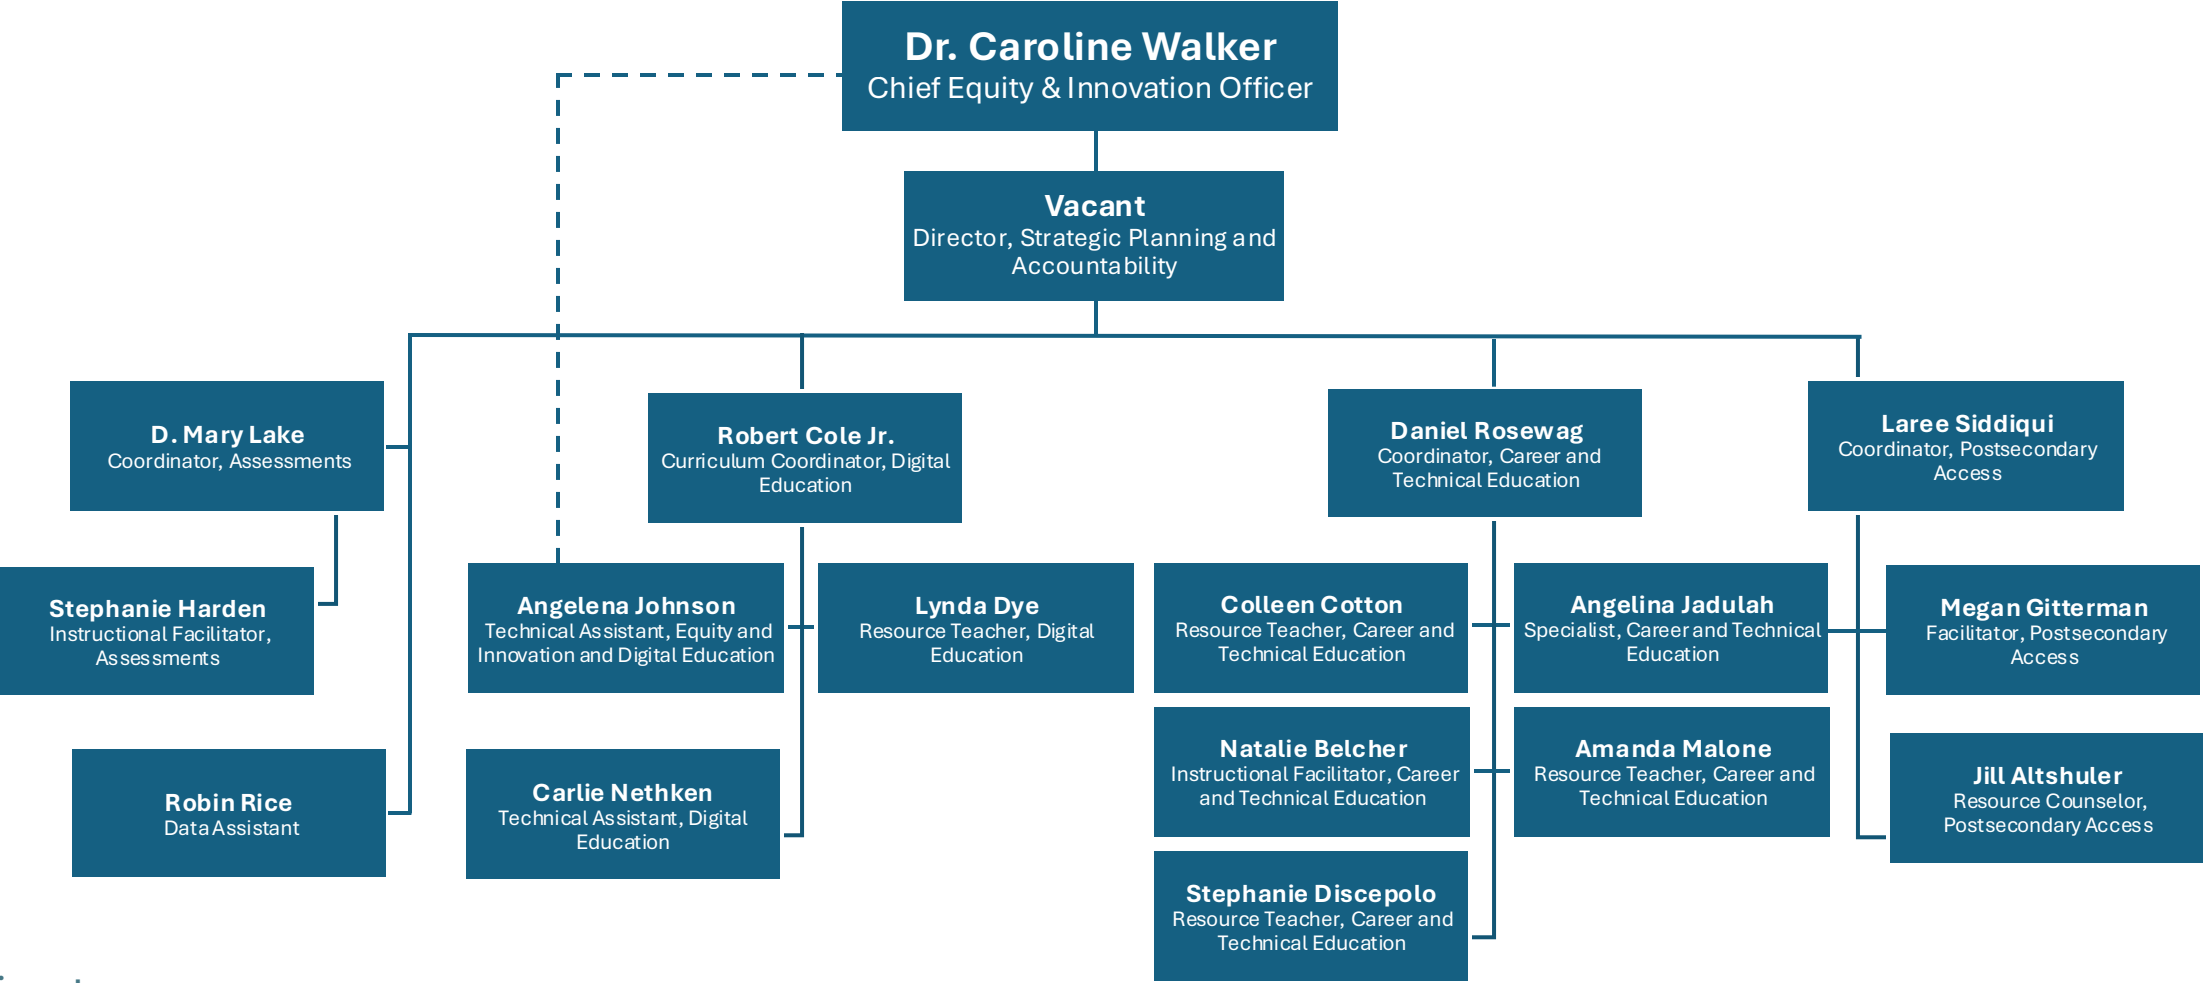 Dr. Caroline Walker
Chief Equity & Innovation Officer
Vacant
Director, Strategic Planning and
Accountability
D. Mary Lake
Coordinator, Assessments
Robert Cole Jr.
Curriculum Coordinator, Digital
Education
Daniel Rosewag
Coordinator, Career and
Technical Education
Laree Siddiqui
Coordinator, Postsecondary
Access
Stephanie Harden
Instructional Facilitator,
Assessments
Angelena Johnson
Technical Assistant, Equity and
Innovation and Digital Education
Lynda Dye
Resource Teacher, Digital
Education
Colleen Cotton
Resource Teacher, Career and
Technical Education
Angelina Jadulah
Specialist, Career and Technical
Education
Megan Gitterman
Facilitator, Postsecondary
Access
Robin Rice
Data Assistant
Carlie Nethken
Technical Assistant, Digital
Education
Natalie Belcher
Instructional Facilitator, Career
and Technical Education
Amanda Malone
Resource Teacher, Career and
Technical Education
Jill Altshuler
Resource Counselor,
Postsecondary Access
Stephanie Discepolo
Resource Teacher, Career and
Technical Education